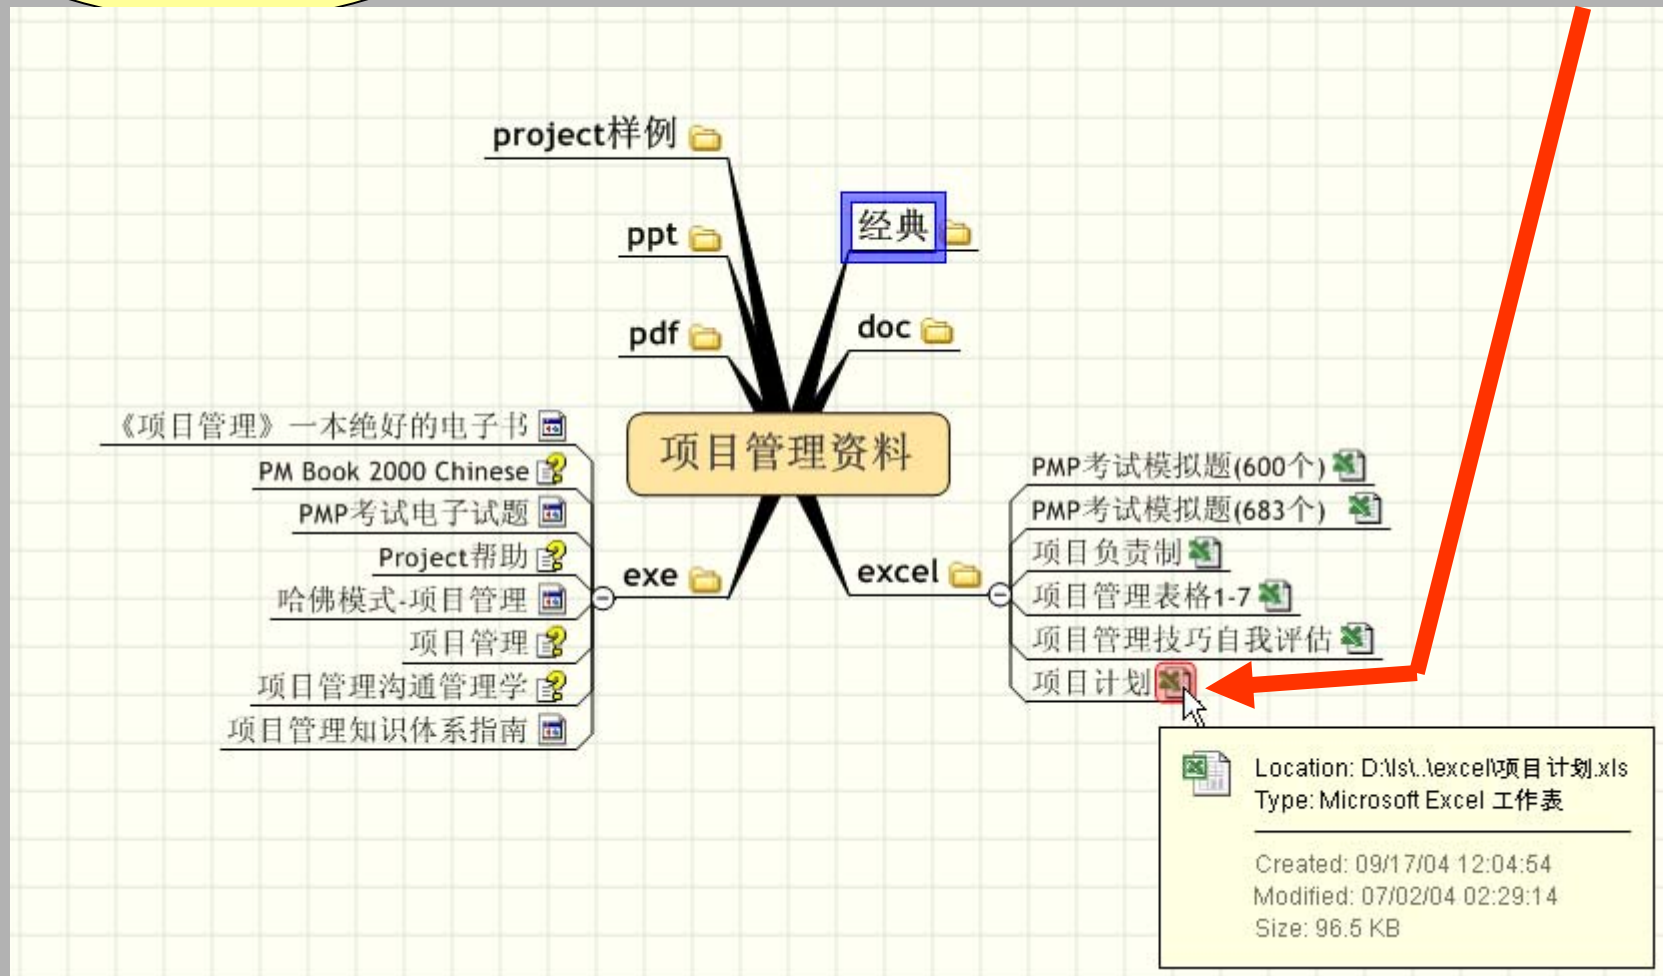 project样例
ppt
经典
pdf
doc
项目管理资料
《项目管理》一本绝好的电子书
PM Book 2000 Chinese
PMP考试电子试题
Project帮助
哈佛模式-项目管理
项目管理
项目管理沟通管理学
项目管理知识体系指南
exe
excel
PMP考试模拟题(600个)
PMP考试模拟题(683个)
项目负责制
项目管理表格1-7
项目管理技巧自我评估
项目计划
Location: D:\ls\..\excel\项目计划.xls
Type: Microsoft Excel 工作表
Created: 09/17/04 12:04:54
Modified: 07/02/04 02:29:14
Size: 96.5 KB